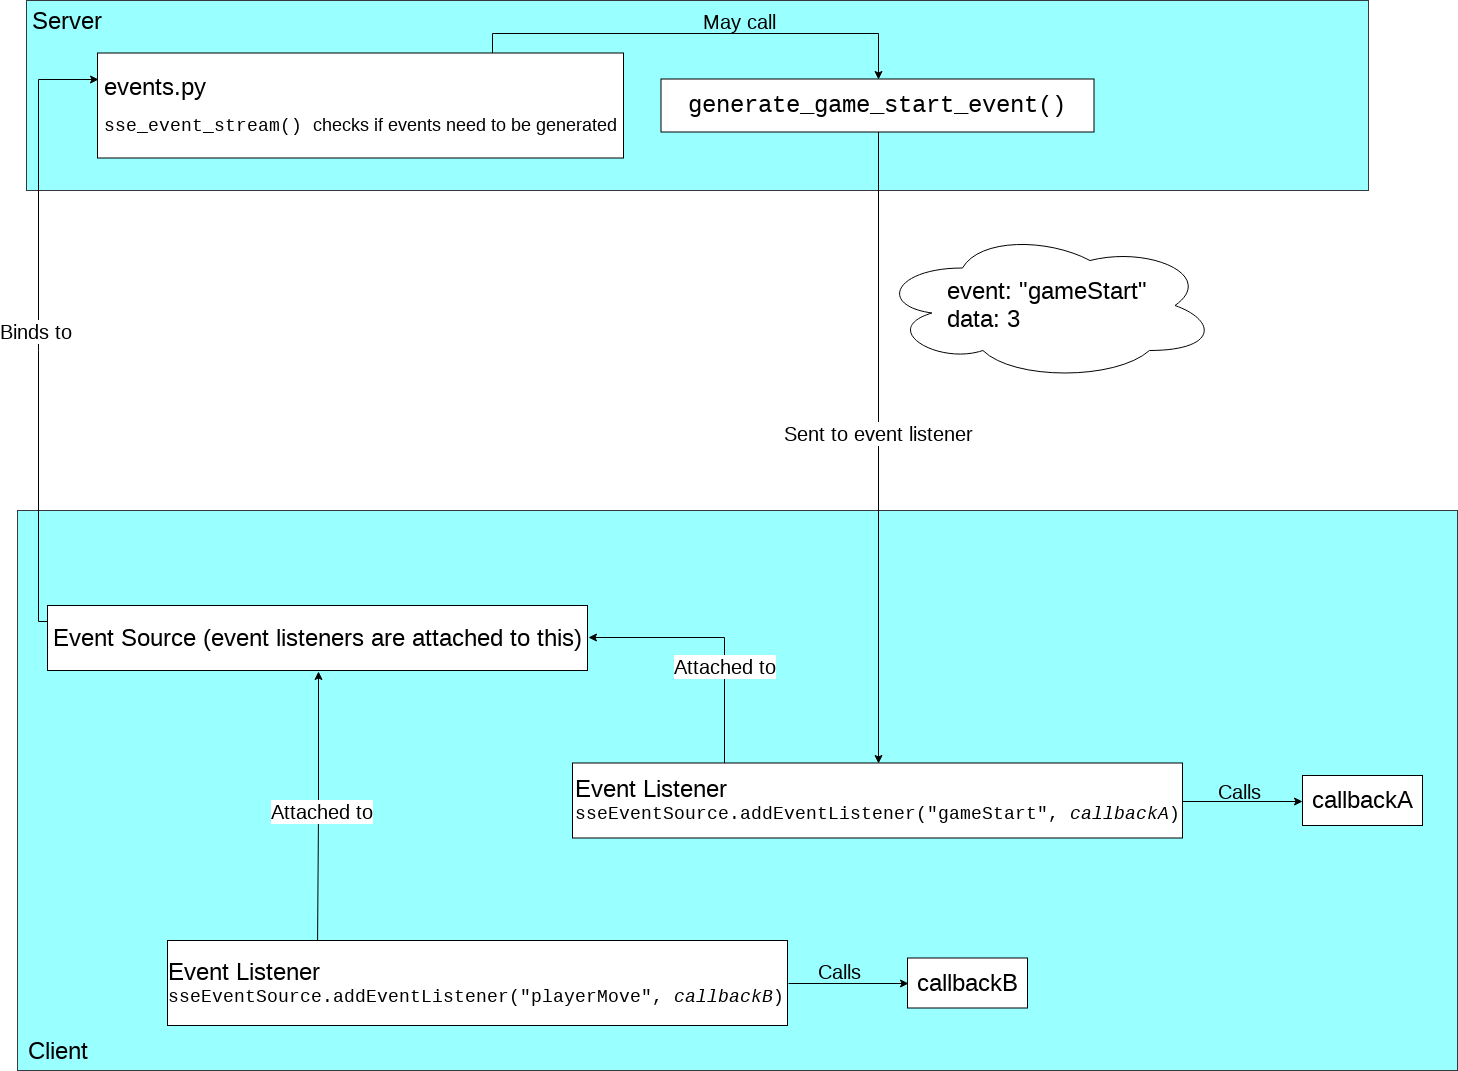 Server
May call
events.py
sse_event_stream() checks if events need to be generated
generate_game_start_event()
event: "gameStart"
data: 3
Binds to
Sent to event listener
Event Source (event listeners are attached to this)
Attached to
Attached to
Event Listener
sseEventSource.addEventListener("gameStart", callbackA)
Calls
callbackA
Event Listener
sseEventSource.addEventListener("playerMove", callbackB)
Calls
callbackB
Client